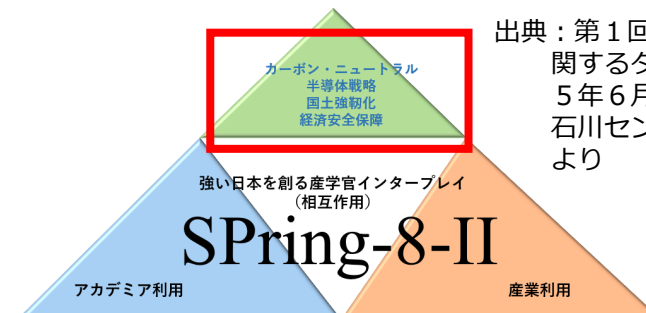 出典：第１回
関するタ
５年６月
石川セン
より
カーボン・ニュートラル
半導体戦略
国土強靭化
経済安全保障
強い日本を創る産学官インタープレイ
（相互作用）
SPring-8-II
アカデミア利用
産業利用